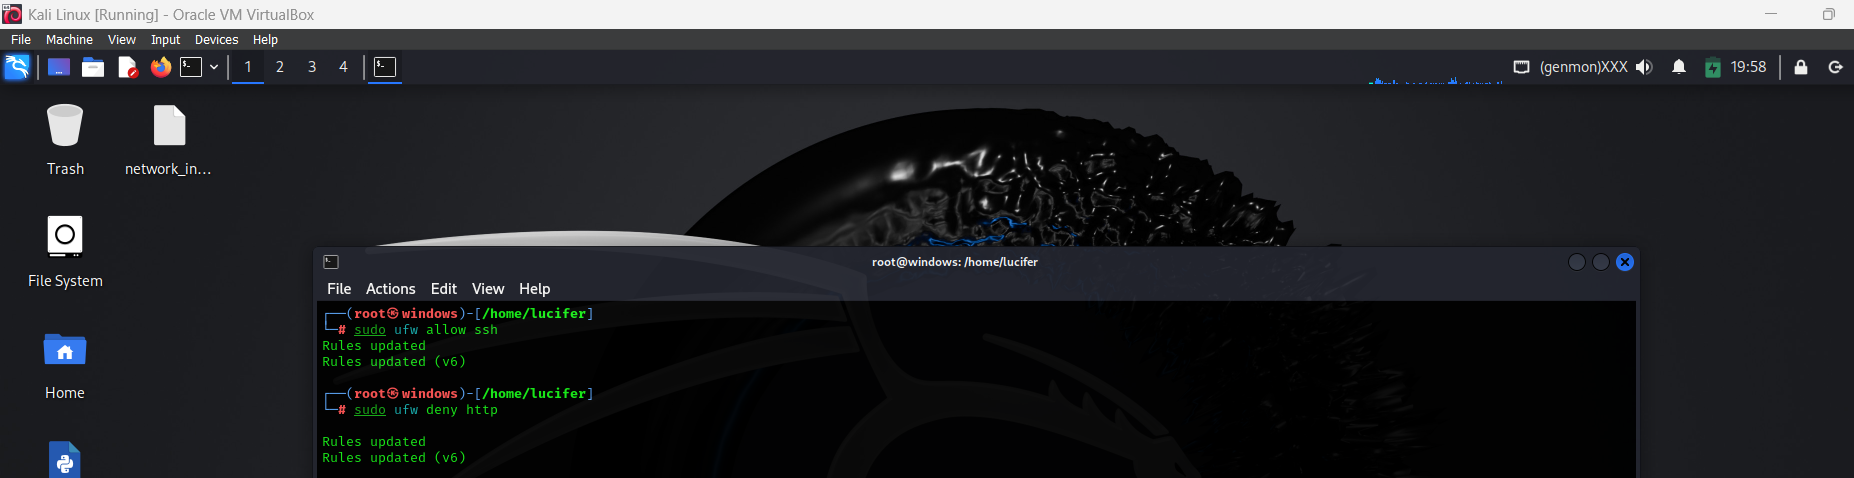 Kali Linux [Running] - Oracle VM VirtualBox
File Machine View Input Devices Help
1 2 3 4 (genmon)XXX 19:58
Trash network_in...
File System
Home
root@windows: /home/lucifer
File Actions Edit View Help
┌──(root㉿windows)-[/home/lucifer]
└─# sudo ufw allow ssh
Rules updated
Rules updated (v6)
┌──(root㉿windows)-[/home/lucifer]
└─# sudo ufw deny http
Rules updated
Rules updated (v6)